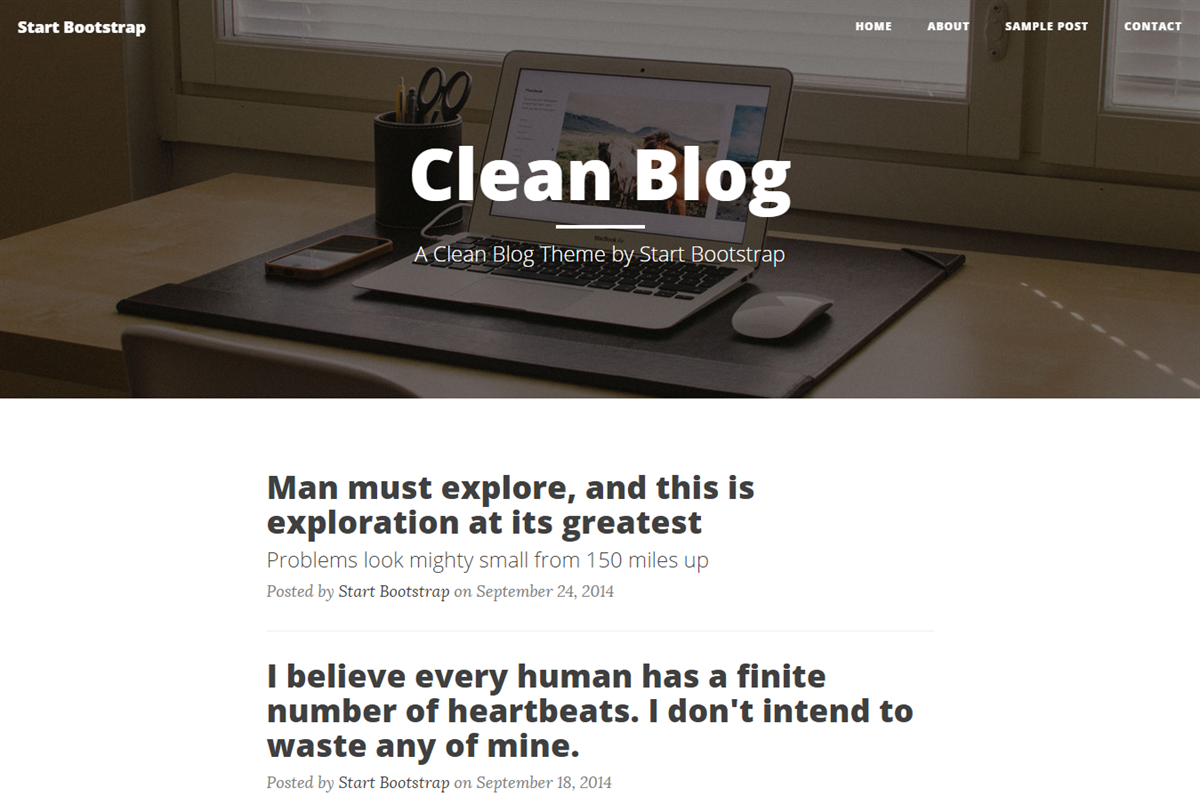 Start Bootstrap
HOME ABOUT SAMPLE POST CONTACT
Clean Blog
A Clean Blog Theme by Start Bootstrap
Man must explore, and this is
exploration at its greatest
Problems look mighty small from 150 miles up
Posted by Start Bootstrap on September 24, 2014
I believe every human has a finite
number of heartbeats. I don't intend to
waste any of mine.
Posted by Start Bootstrap on September 18, 2014